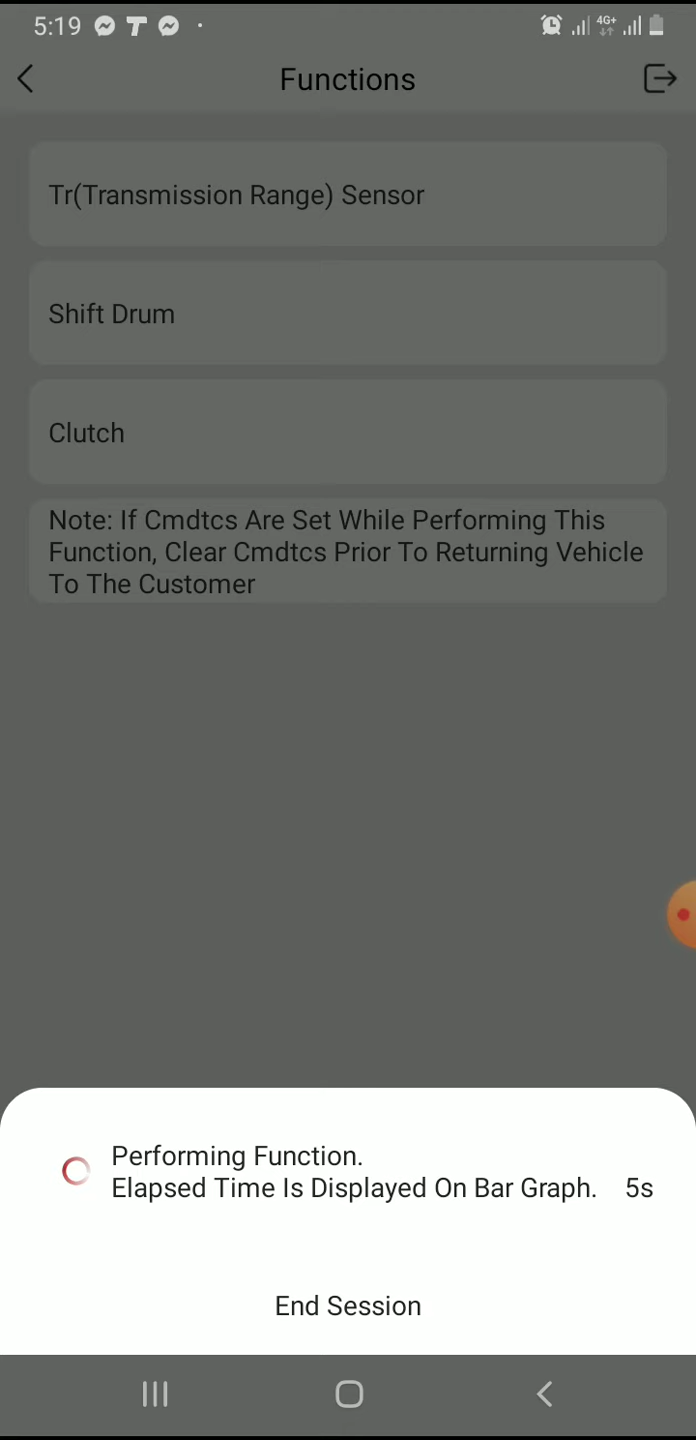 5:19
4G+
Functions
Tr(Transmission Range) Sensor
Shift Drum
Clutch
Note: If Cmdtcs Are Set While Performing This
Function, Clear Cmdtcs Prior To Returning Vehicle
To The Customer
Performing Function.
Elapsed Time Is Displayed On Bar Graph. 5s
End Session